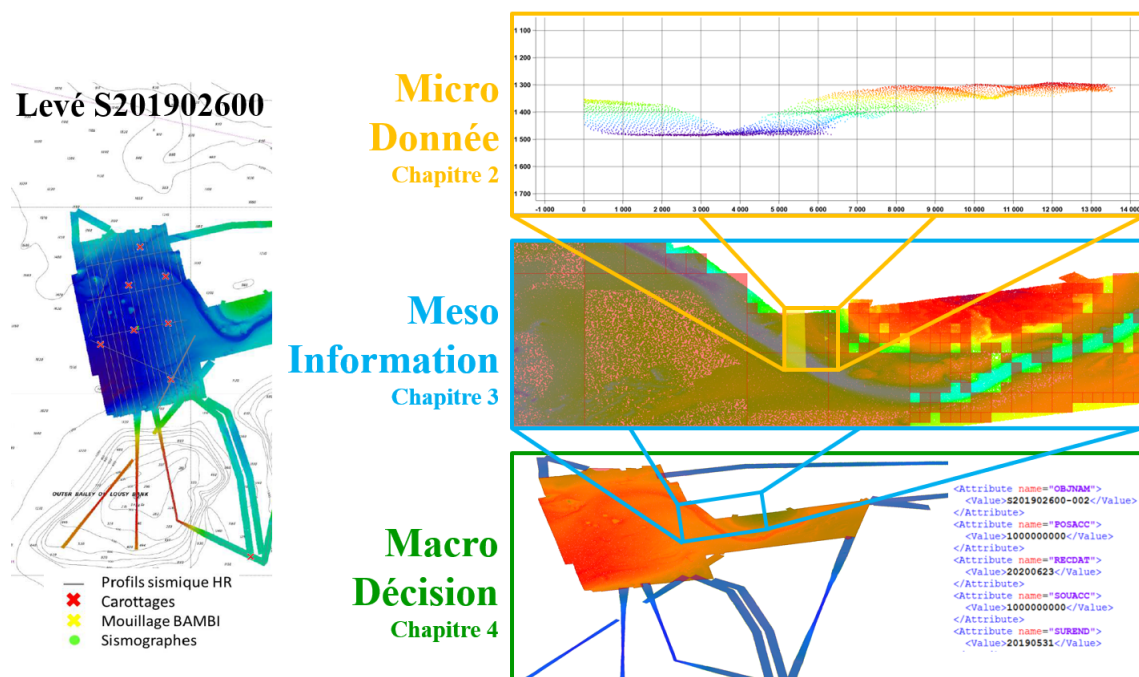 Levé S201902600
OUTER BAILEY OF LOUSY BANK
Profils sismique HR
Carottages
Mouillage BAMBI
Sismographes
Micro
Donnée
Chapitre 2
1 100
1 200
1 300
1 400
1 500
1 600
1 700
-1 000
0
1 000
2 000
3 000
4 000
5 000
6 000
7 000
8 000
9 000
10 000
11 000
12 000
13 000
14 000
Meso
Information
Chapitre 3
Macro
Décision
Chapitre 4
<Attribute name="OBJNAM">
<Value>S201902600-002</Value>
</Attribute>
<Attribute name="POSACC">
<Value>1000000000</Value>
</Attribute>
<Attribute name="RECDAT">
<Value>20200623</Value>
</Attribute>
<Attribute name="SOUACC">
<Value>1000000000</Value>
</Attribute>
<Attribute name="SUREND">
<Value>20190531</Value>